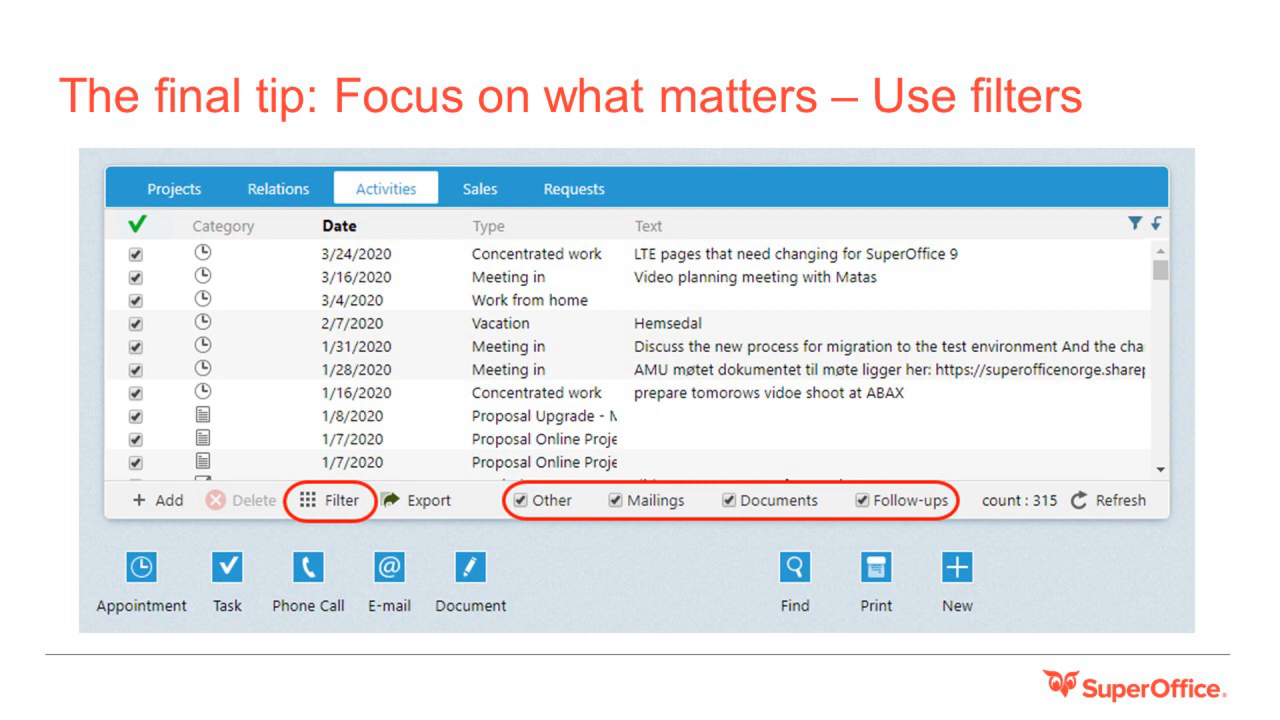 The final tip: Focus on what matters – Use filters
Projects Relations Activities Sales Requests
Category Date Type Text
3/24/2020 Concentrated work LTE pages that need changing for SuperOffice 9
3/16/2020 Meeting in Video planning meeting with Matas
3/4/2020 Work from home
2/7/2020 Vacation Hemsedal
1/31/2020 Meeting in Discuss the new process for migration to the test environment And the cha
1/28/2020 Meeting in AMU møtet dokumentet til møte ligger her: https://superofficenorge.sharep
1/16/2020 Concentrated work prepare tomorows vidoe shoot at ABAX
1/8/2020 Proposal Upgrade - M
1/7/2020 Proposal Online Proje
1/7/2020 Proposal Online Proje
Add Delete Filter Export Other Mailings Documents Follow-ups count : 315 Refresh
Appointment Task Phone Call E-mail Document Find Print New
SuperOffice.